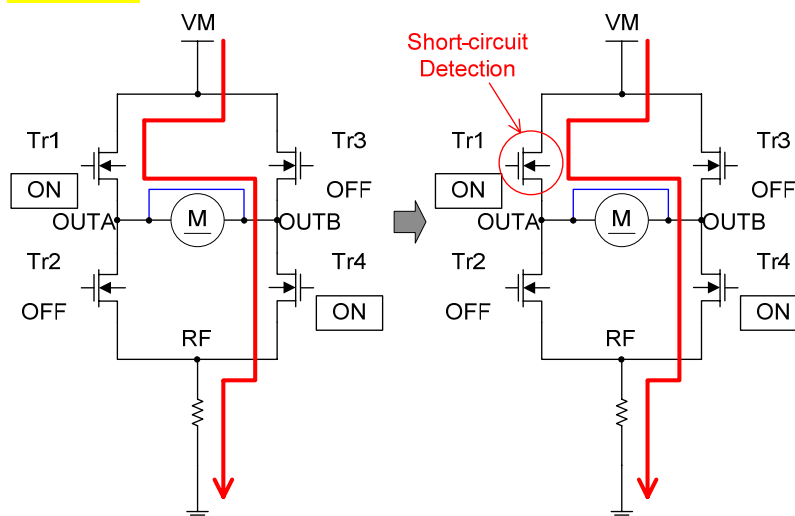 VM
Tr1
ON
Tr3
OFF
OUTA
M
OUTB
Tr2
OFF
Tr4
ON
RF
Short-circuit
Detection
VM
Tr1
ON
Tr3
OFF
OUTA
M
OUTB
Tr2
OFF
Tr4
ON
RF